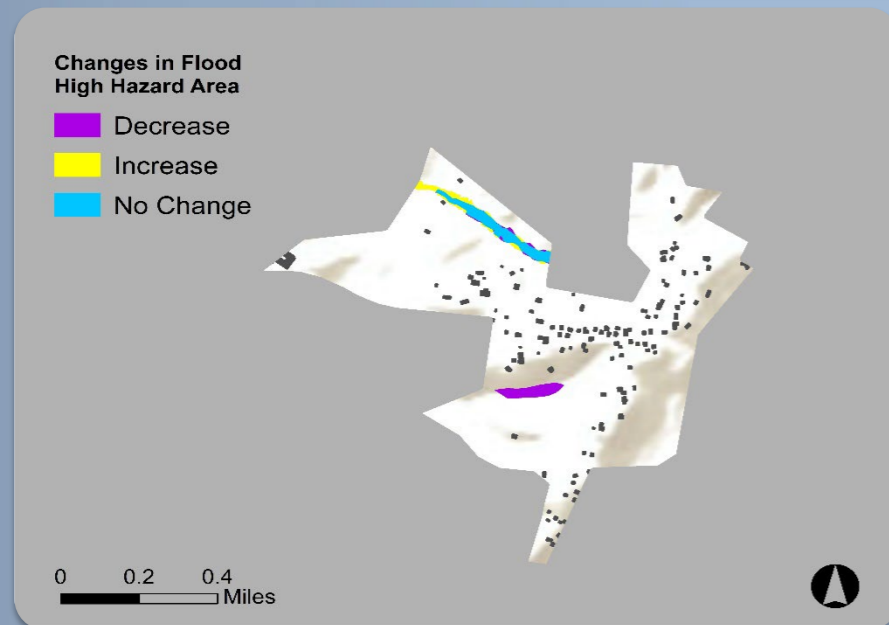 Changes in Flood
High Hazard Area
Decrease
Increase
No Change
0 0.2 0.4
Miles